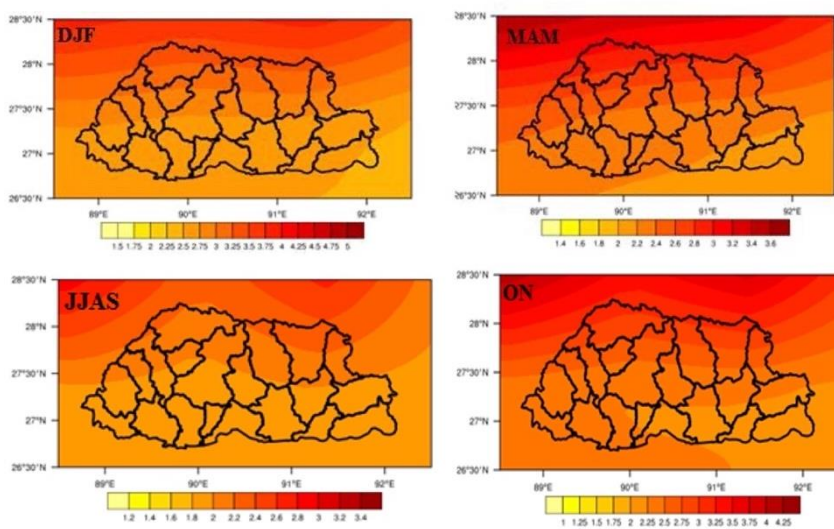 DJF
28°30'N
28°N
27°30'N
27°N
26°30'N
89°E 90°E 91°E 92°E
1.5 1.75 2 2.25 2.5 2.75 3 3.25 3.5 3.75 4 4.25 4.5 4.75 5
MAM
28°30'N
28°N
27°30'N
27°N
26°30'N
89°E 90°E 91°E 92°E
1.4 1.6 1.8 2 2.2 2.4 2.6 2.8 3 3.2 3.4 3.6
JJAS
28°30'N
28°N
27°30'N
27°N
26°30'N
89°E 90°E 91°E 92°E
1.2 1.4 1.6 1.8 2 2.2 2.4 2.6 2.8 3 3.2 3.4
ON
28°30'N
28°N
27°30'N
27°N
26°30'N
89°E 90°E 91°E 92°E
1 1.25 1.5 1.75 2 2.25 2.5 2.75 3 3.25 3.5 3.75 4 4.25